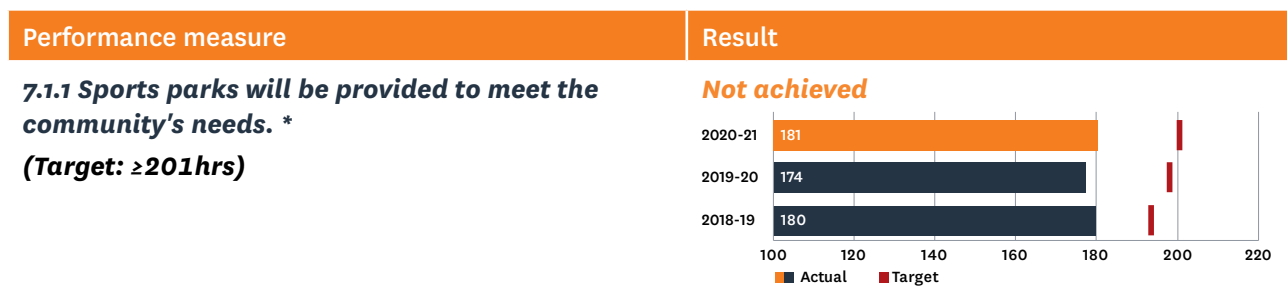 Performance measure
Result
7.1.1 Sports parks will be provided to meet the
community's needs. *
(Target: ≥201hrs)
Not achieved
2020-21 181
2019-20 174
2018-19 180
100 120 140 160 180 200 220
Actual Target